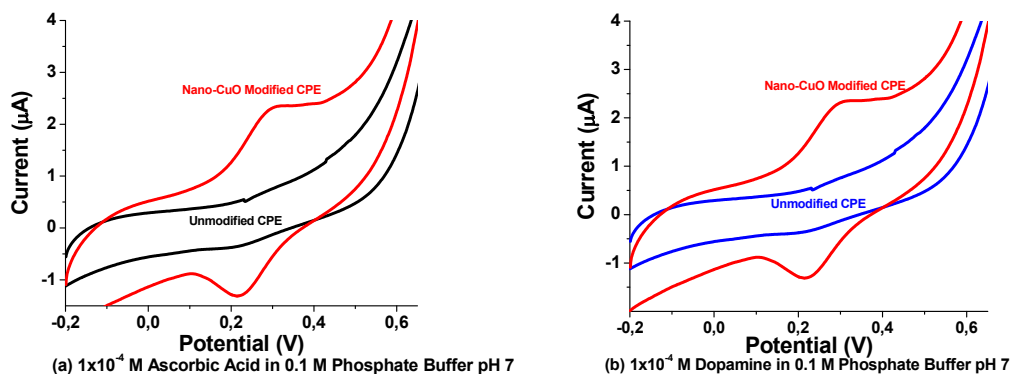 4
3
2
1
0
-1
Current (µA)
Nano-CuO Modified CPE
Unmodified CPE
-0,2 0,0 0,2 0,4 0,6
Potential (V)
(a) 1x10⁻⁴ M Ascorbic Acid in 0.1 M Phosphate Buffer pH 7
4
3
2
1
0
-1
Current (µA)
Nano-CuO Modified CPE
Unmodified CPE
-0,2 0,0 0,2 0,4 0,6
Potential (V)
(b) 1x10⁻⁴ M Dopamine in 0.1 M Phosphate Buffer pH 7